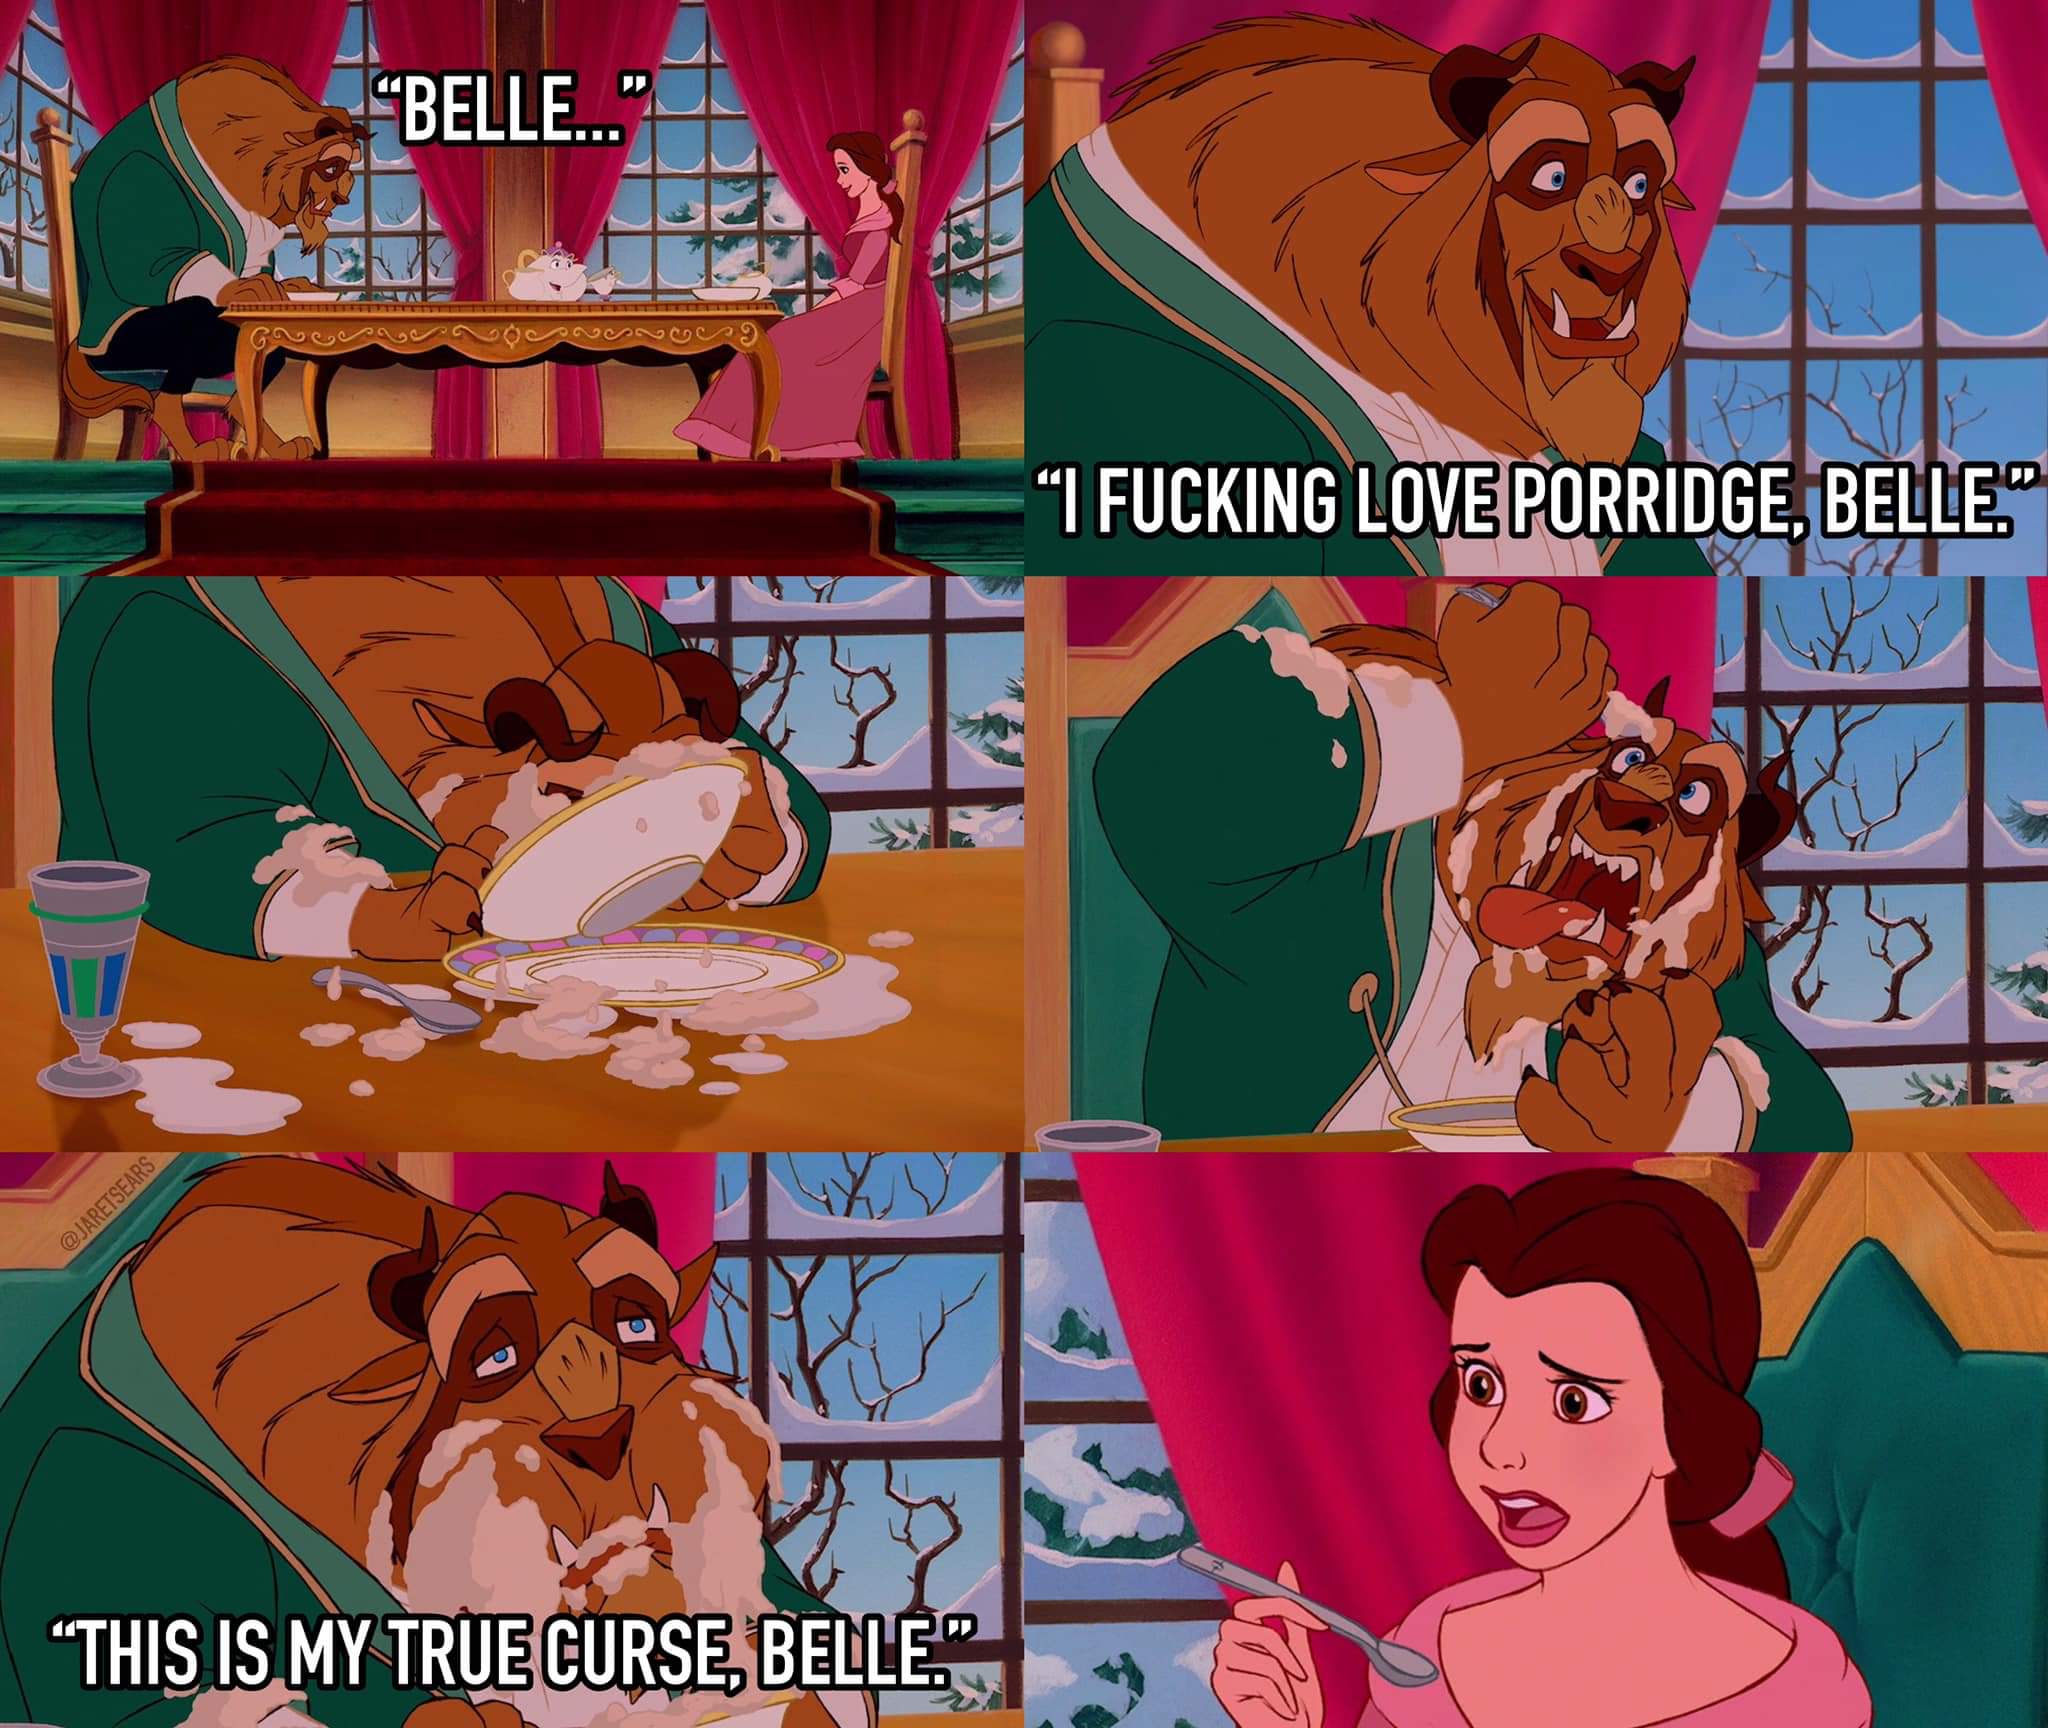 “BELLE...”
“I FUCKING LOVE PORRIDGE, BELLE.”
@JARETSEARS
“THIS IS MY TRUE CURSE, BELLE.”